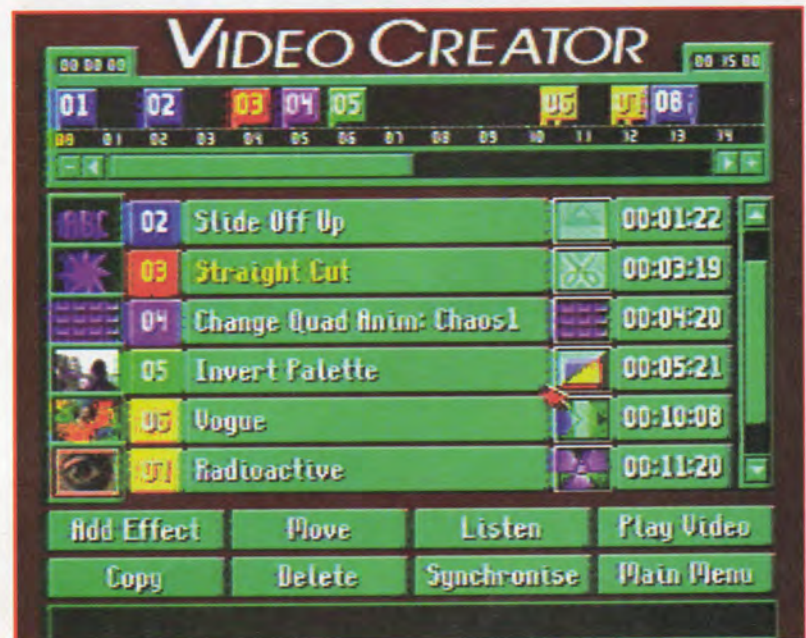 VIDEO CREATOR
00 00 00
00 15 00
01 02 03 04 05 06 07 08
00 01 02 03 04 05 06 07 08 09 10 11 12 13 14
- +
ABC 02 Slide Off Up 00:01:22
03 Straight Cut 00:03:19
04 Change Quad Anim: Chaos1 00:04:20
05 Invert Palette 00:05:21
06 Vogue 00:10:08
07 Radioactive 00:11:20
Add Effect Move Listen Play Video
Copy Delete Synchronise Main Menu